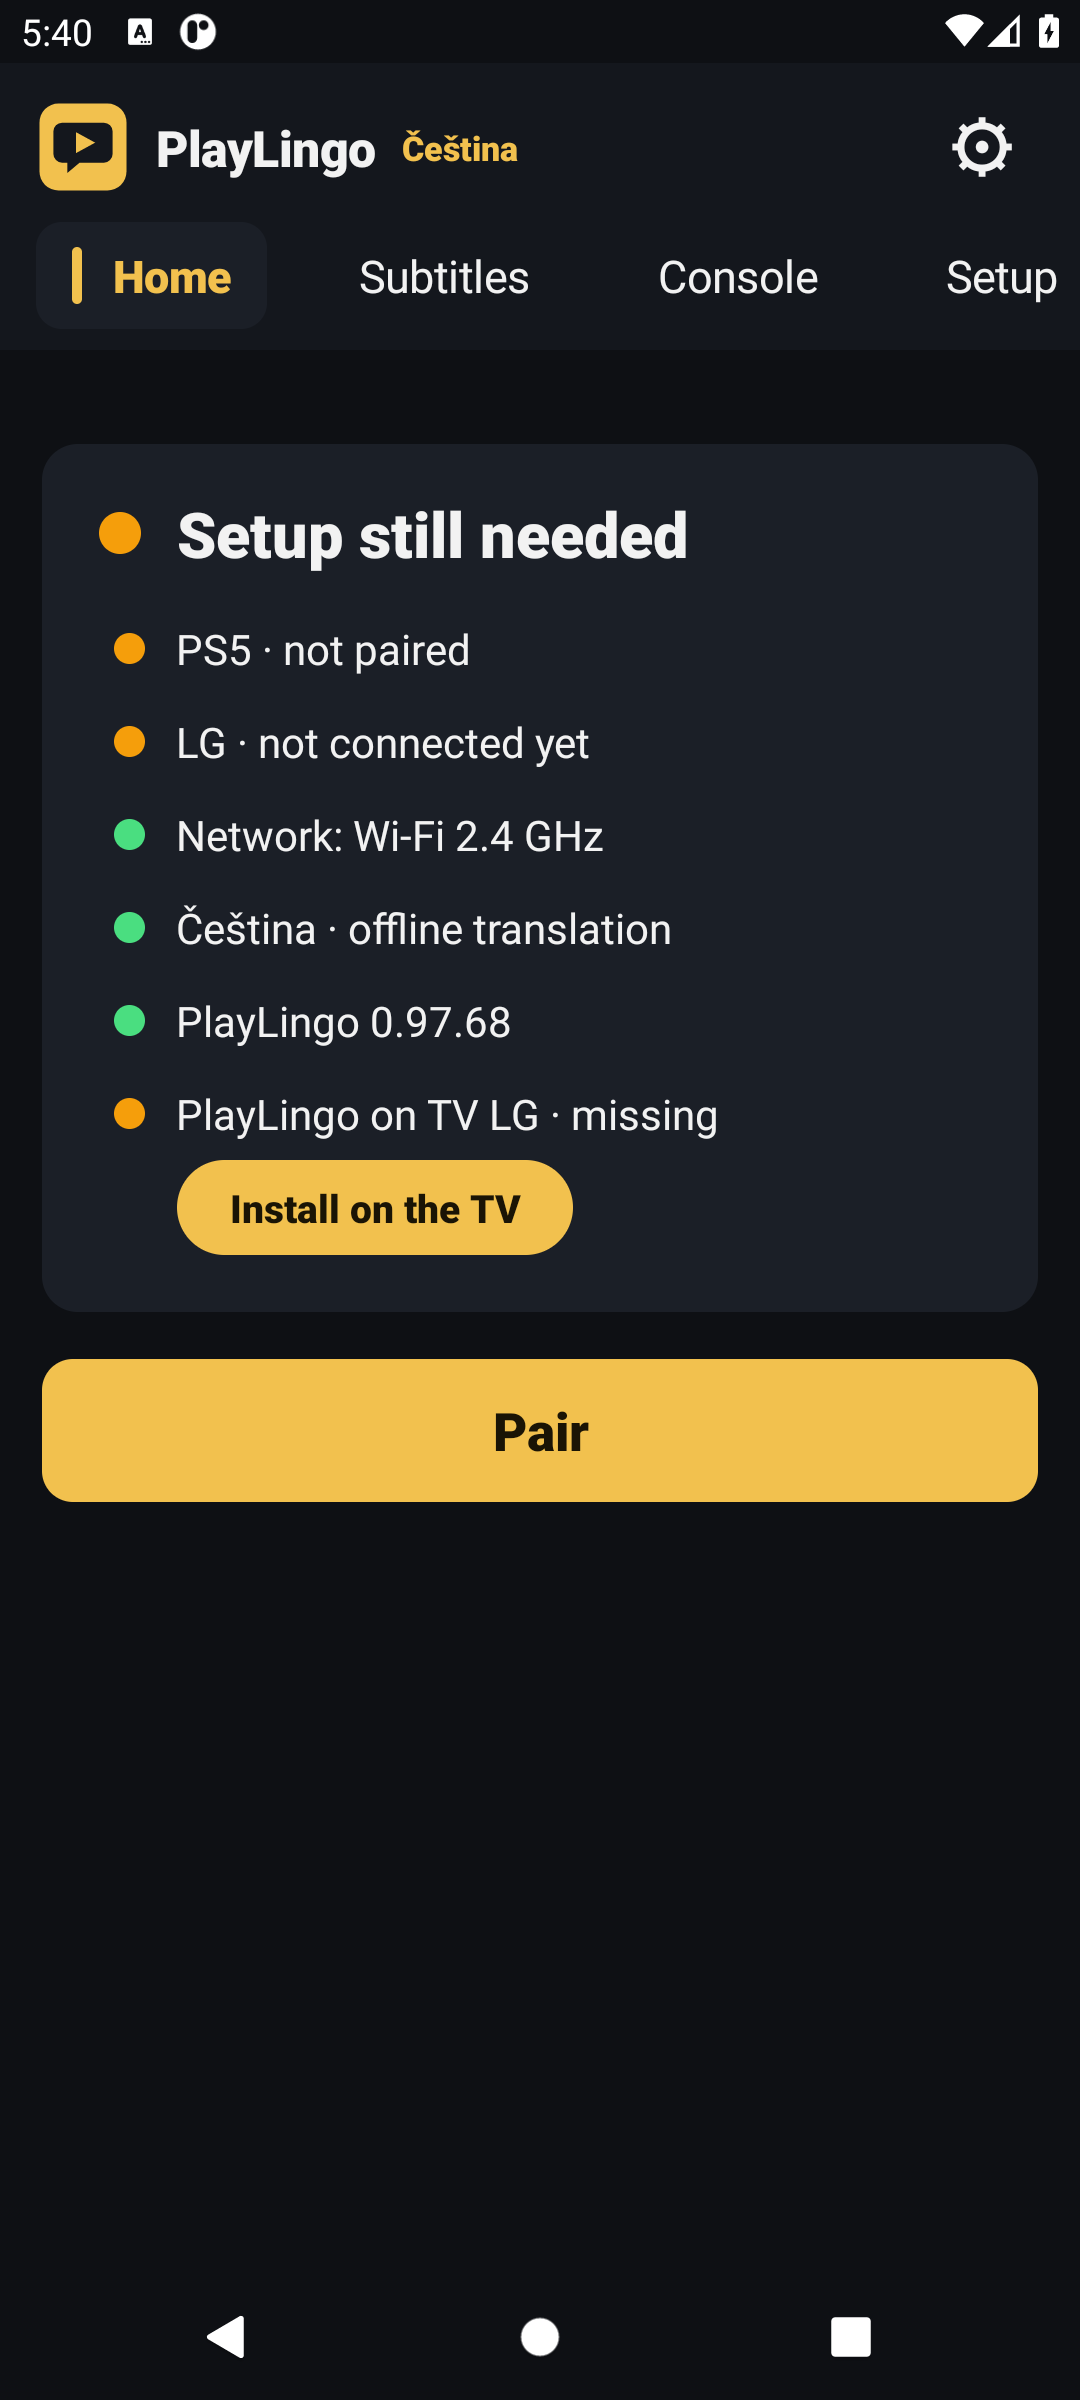 5:40
PlayLingo Čeština
Home Subtitles Console Setup
Setup still needed
PS5 · not paired
LG · not connected yet
Network: Wi-Fi 2.4 GHz
Čeština · offline translation
PlayLingo 0.97.68
PlayLingo on TV LG · missing
Install on the TV
Pair